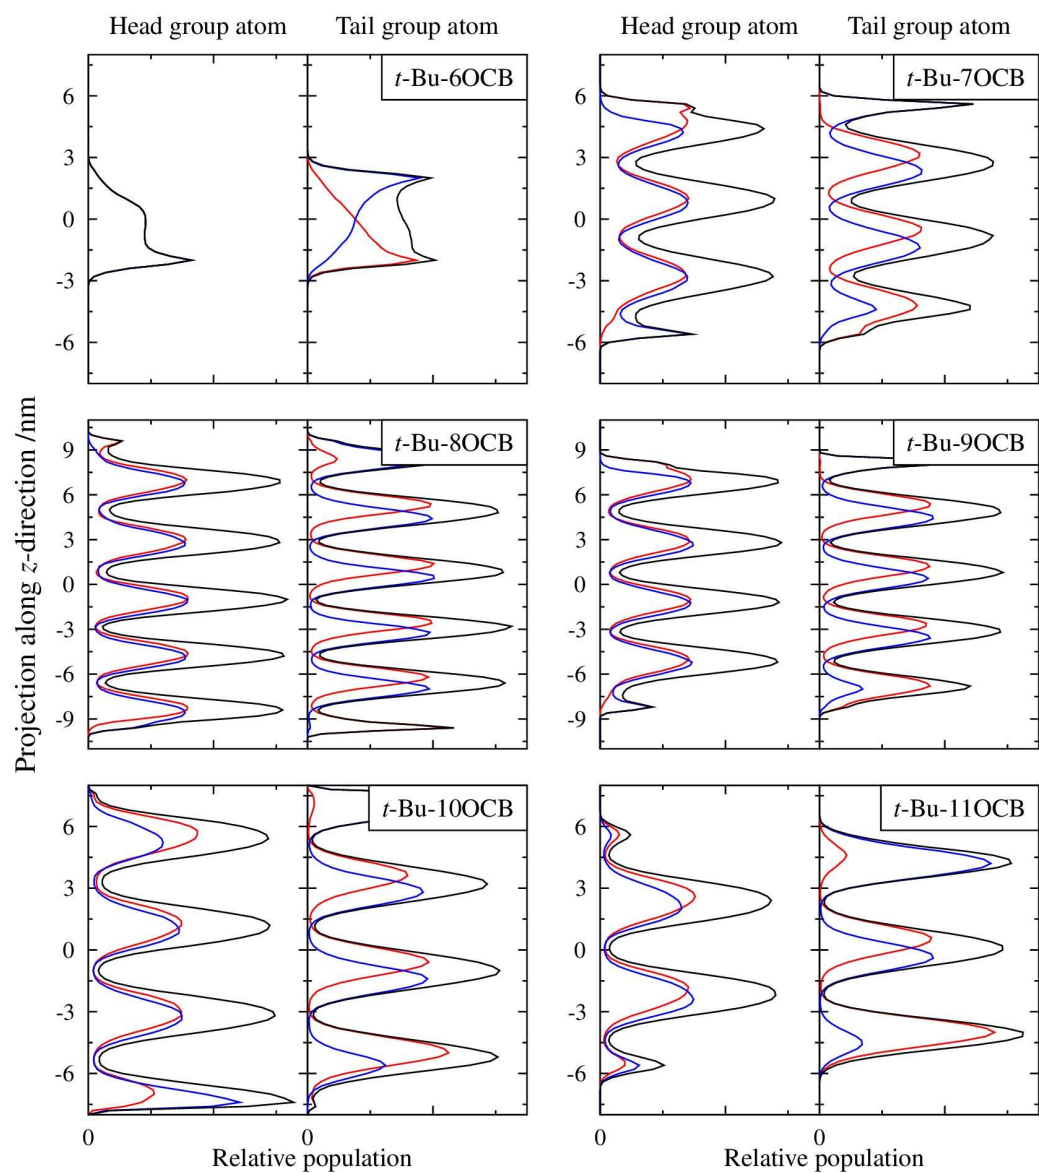 Head group atom Tail group atom Head group atom Tail group atom
t-Bu-6OCB t-Bu-7OCB
6 6
3 3
0 0
-3 -3
-6 -6
Projection along z-direction /nm
t-Bu-8OCB t-Bu-9OCB
9 9
6 6
3 3
0 0
-3 -3
-6 -6
-9 -9
t-Bu-10OCB t-Bu-11OCB
6 6
3 3
0 0
-3 -3
-6 -6
0 0 0 0
Relative population Relative population